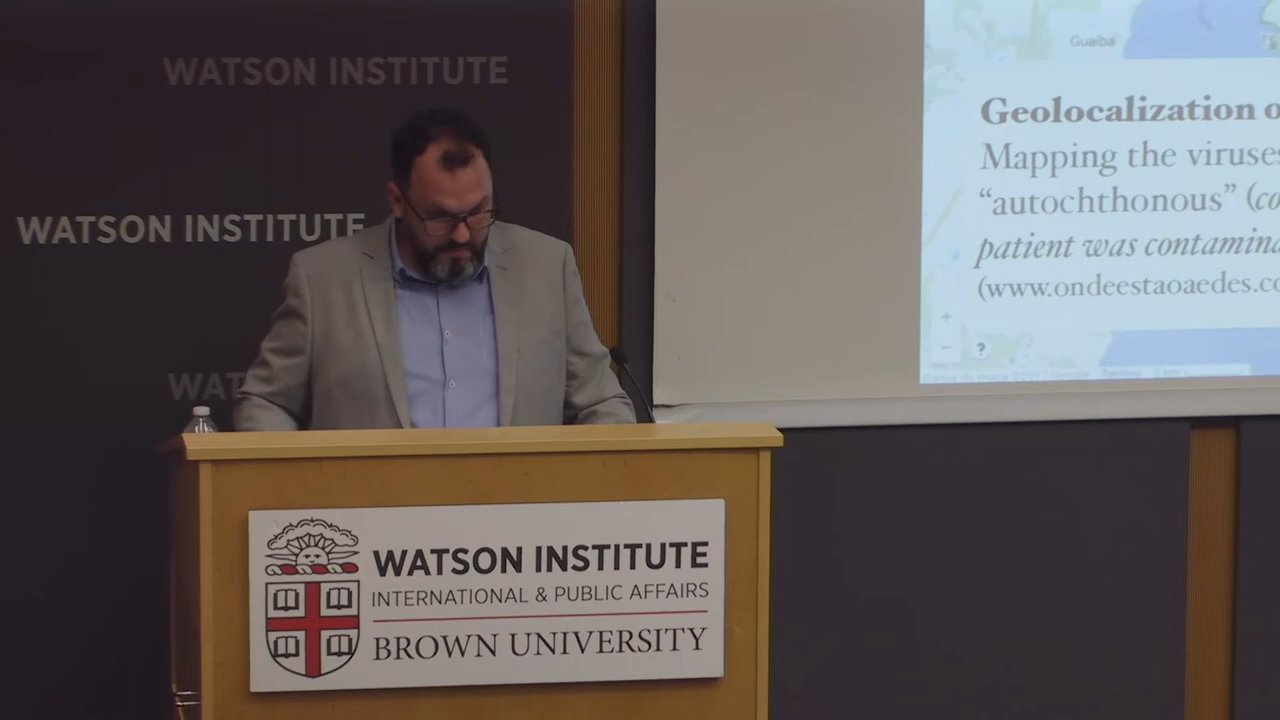 WATSON INSTITUTE
WATSON INSTITUTE
WAT
Guaíba
Geolocalization o
Mapping the viruses
“autochthonous” (co
patient was contamina
(www.ondeestaoaedes.co
+
−
?
WATSON INSTITUTE
INTERNATIONAL & PUBLIC AFFAIRS
BROWN UNIVERSITY